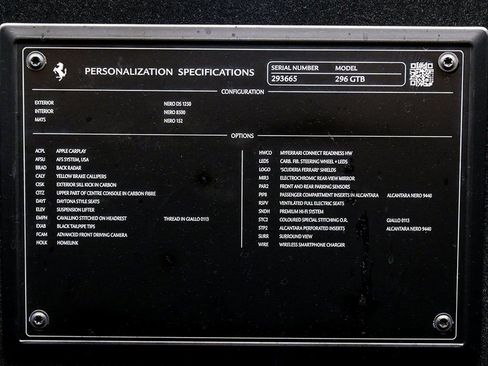 PERSONALIZATION SPECIFICATIONS
SERIAL NUMBER MODEL
293665 296 GTB
CONFIGURATION
EXTERIOR NERO DS 1250
INTERIOR NERO 8500
MATS NERO 152
OPTIONS
ACPL APPLE CARPLAY
AFSU AFS SYSTEM, USA
BRAD BACK RADAR
CALY YELLOW BRAKE CALLIPERS
CISK EXTERIOR SILL KICK IN CARBON
CITZ UPPER PART OF CENTRE CONSOLE IN CARBON FIBRE
DAYT DAYTONA STYLE SEATS
ELEV SUSPENSION LIFTER
EMPH CAVALLINO STITCHED ON HEADREST THREAD IN GIALLO 0113
EXAB BLACK TAILPIPE TIPS
FCAM ADVANCED FRONT DRIVING CAMERA
HOLK HOMELINK
HWCO MYFERRARI CONNECT READINESS HW
LEDS CARB. FBI. STEERING WHEEL + LEDS
LOGO "SCUDERIA FERRARI" SHIELDS
MIR3 ELECTROCHROMIC REAR-VIEW MIRROR
PAR2 FRONT AND REAR PARKING SENSORS
PIP8 PASSENGER COMPARTMENT INSERTS IN ALCANTARA ALCANTARA NERO 9440
RSFV VENTILATED FULL ELECTRIC SEATS
SNDH PREMIUM HI-FI SYSTEM
STC2 COLOURED SPECIAL STITCHING O.R. GIALLO 0113
STP2 ALCANTARA PERFORATED INSERTS ALCANTARA NERO 9440
SURR SURROUND VIEW
WIRE WIRELESS SMARTPHONE CHARGER